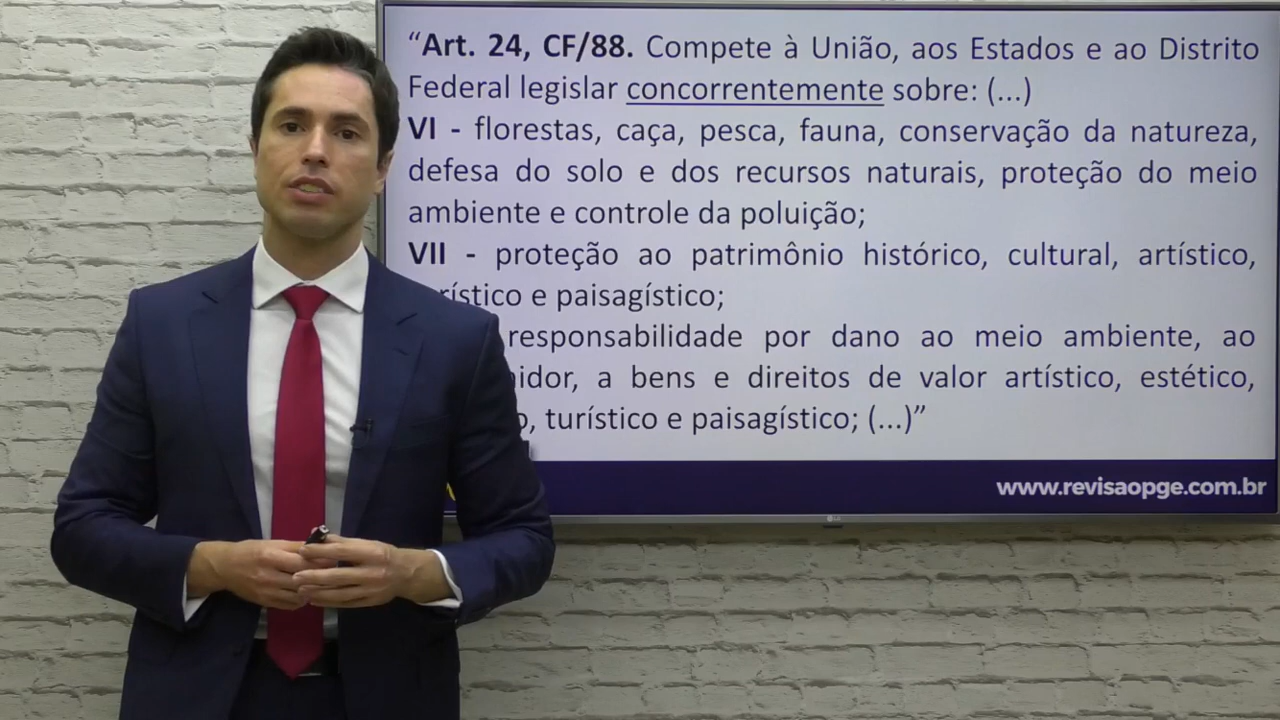 “Art. 24, CF/88. Compete à União, aos Estados e ao Distrito
Federal legislar concorrentemente sobre: (...)
VI - florestas, caça, pesca, fauna, conservação da natureza,
defesa do solo e dos recursos naturais, proteção do meio
ambiente e controle da poluição;
VII - proteção ao patrimônio histórico, cultural, artístico,
rístico e paisagístico;
responsabilidade por dano ao meio ambiente, ao
idor, a bens e direitos de valor artístico, estético,
o, turístico e paisagístico; (...)”
www.revisaopge.com.br
LG